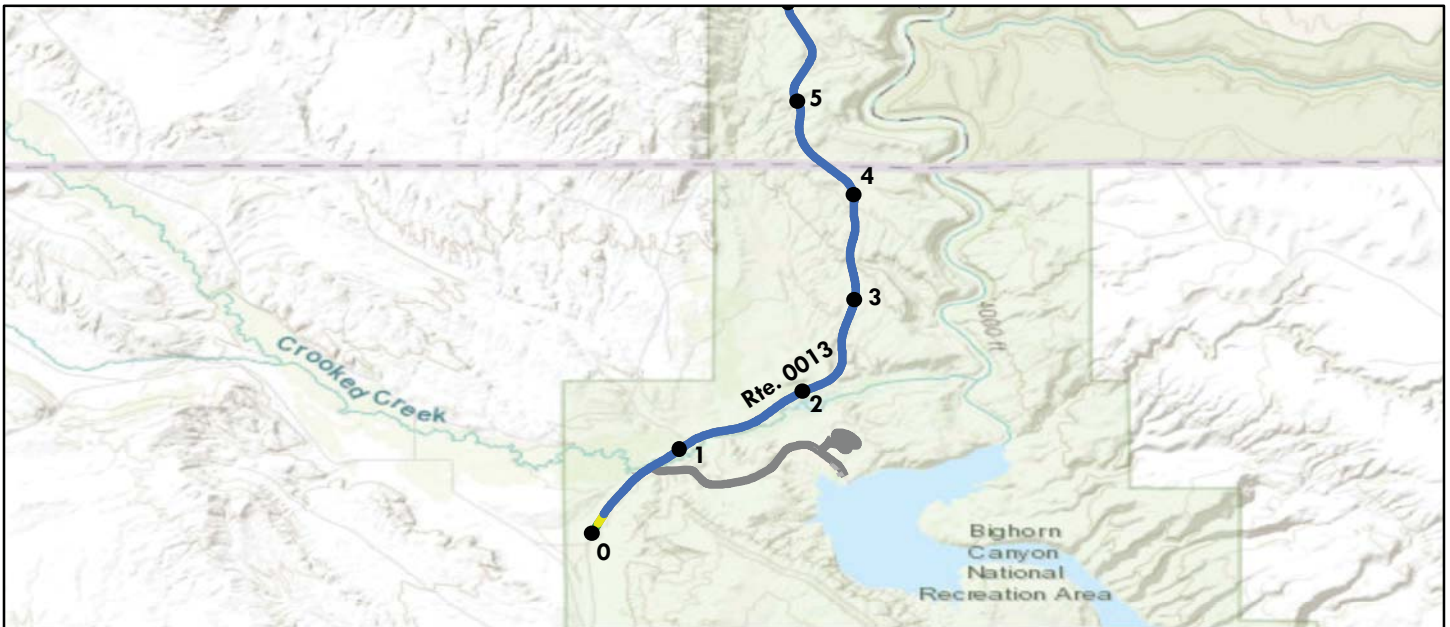 5
4
4000 ft
3
Crooked Creek
Rte. 0013
2
1
0
Bighorn
Canyon
National
Recreation Area